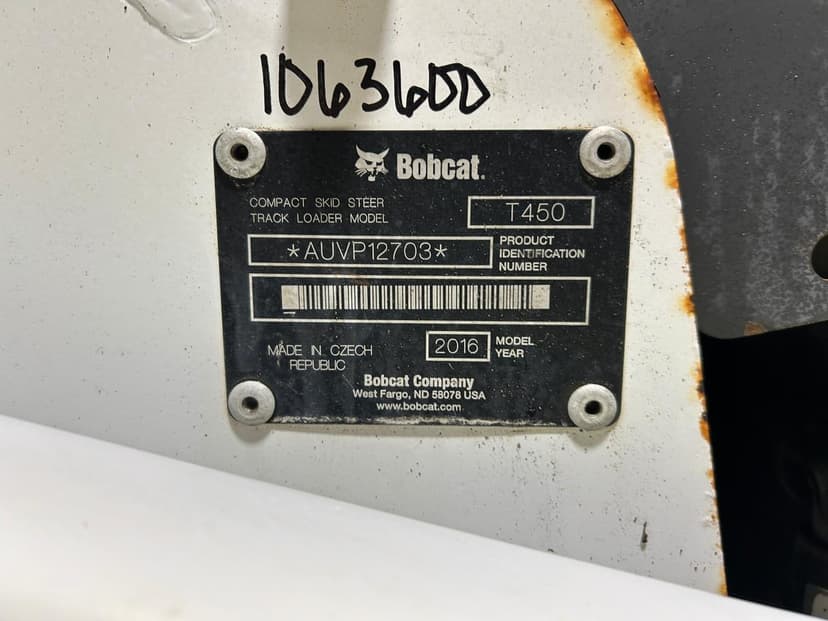 1063600
Bobcat.
COMPACT SKID STEER
TRACK LOADER MODEL
T450
*AUVP12703*
PRODUCT
IDENTIFICATION
NUMBER
MADE IN CZECH
REPUBLIC
2016
MODEL
YEAR
Bobcat Company
West Fargo, ND 58078 USA
www.bobcat.com